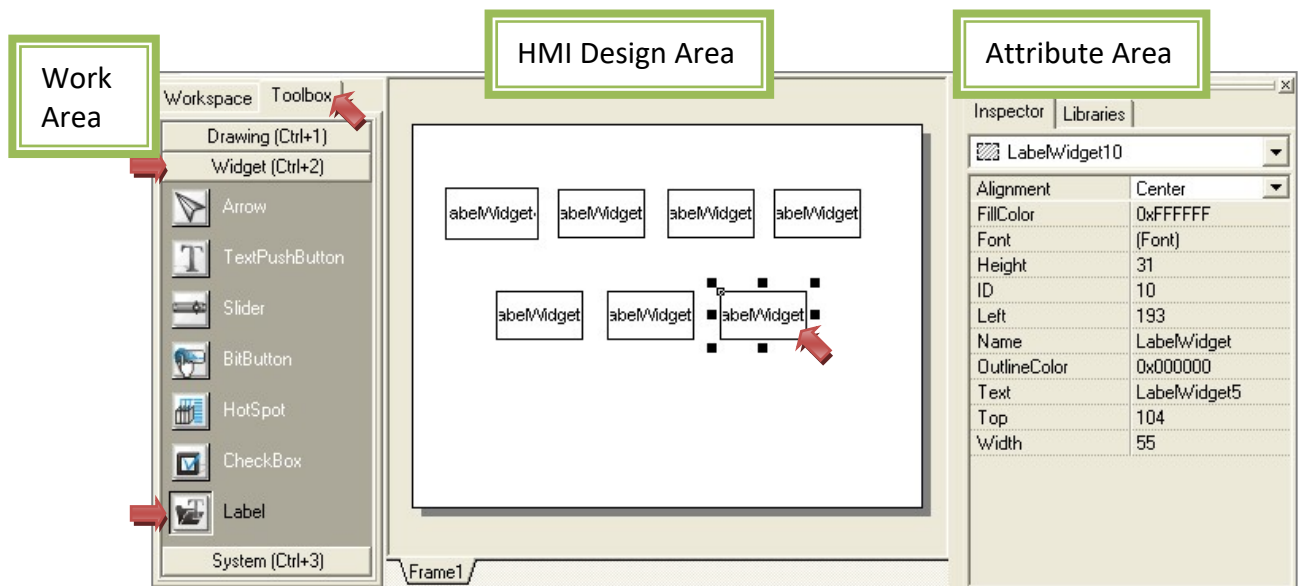 Work
Area
HMI Design Area
Attribute Area
Workspace Toolbox
Drawing (Ctrl+1)
Widget (Ctrl+2)
Arrow
TextPushButton
Slider
BitButton
HotSpot
CheckBox
Label
System (Ctrl+3)
abelWidget
abelWidget
abelWidget
abelWidget
abelWidget
abelWidget
abelWidget
Frame1
Inspector Libraries
LabelWidget10
Alignment Center
FillColor 0xFFFFFF
Font (Font)
Height 31
ID 10
Left 193
Name LabelWidget
OutlineColor 0x000000
Text LabelWidget5
Top 104
Width 55